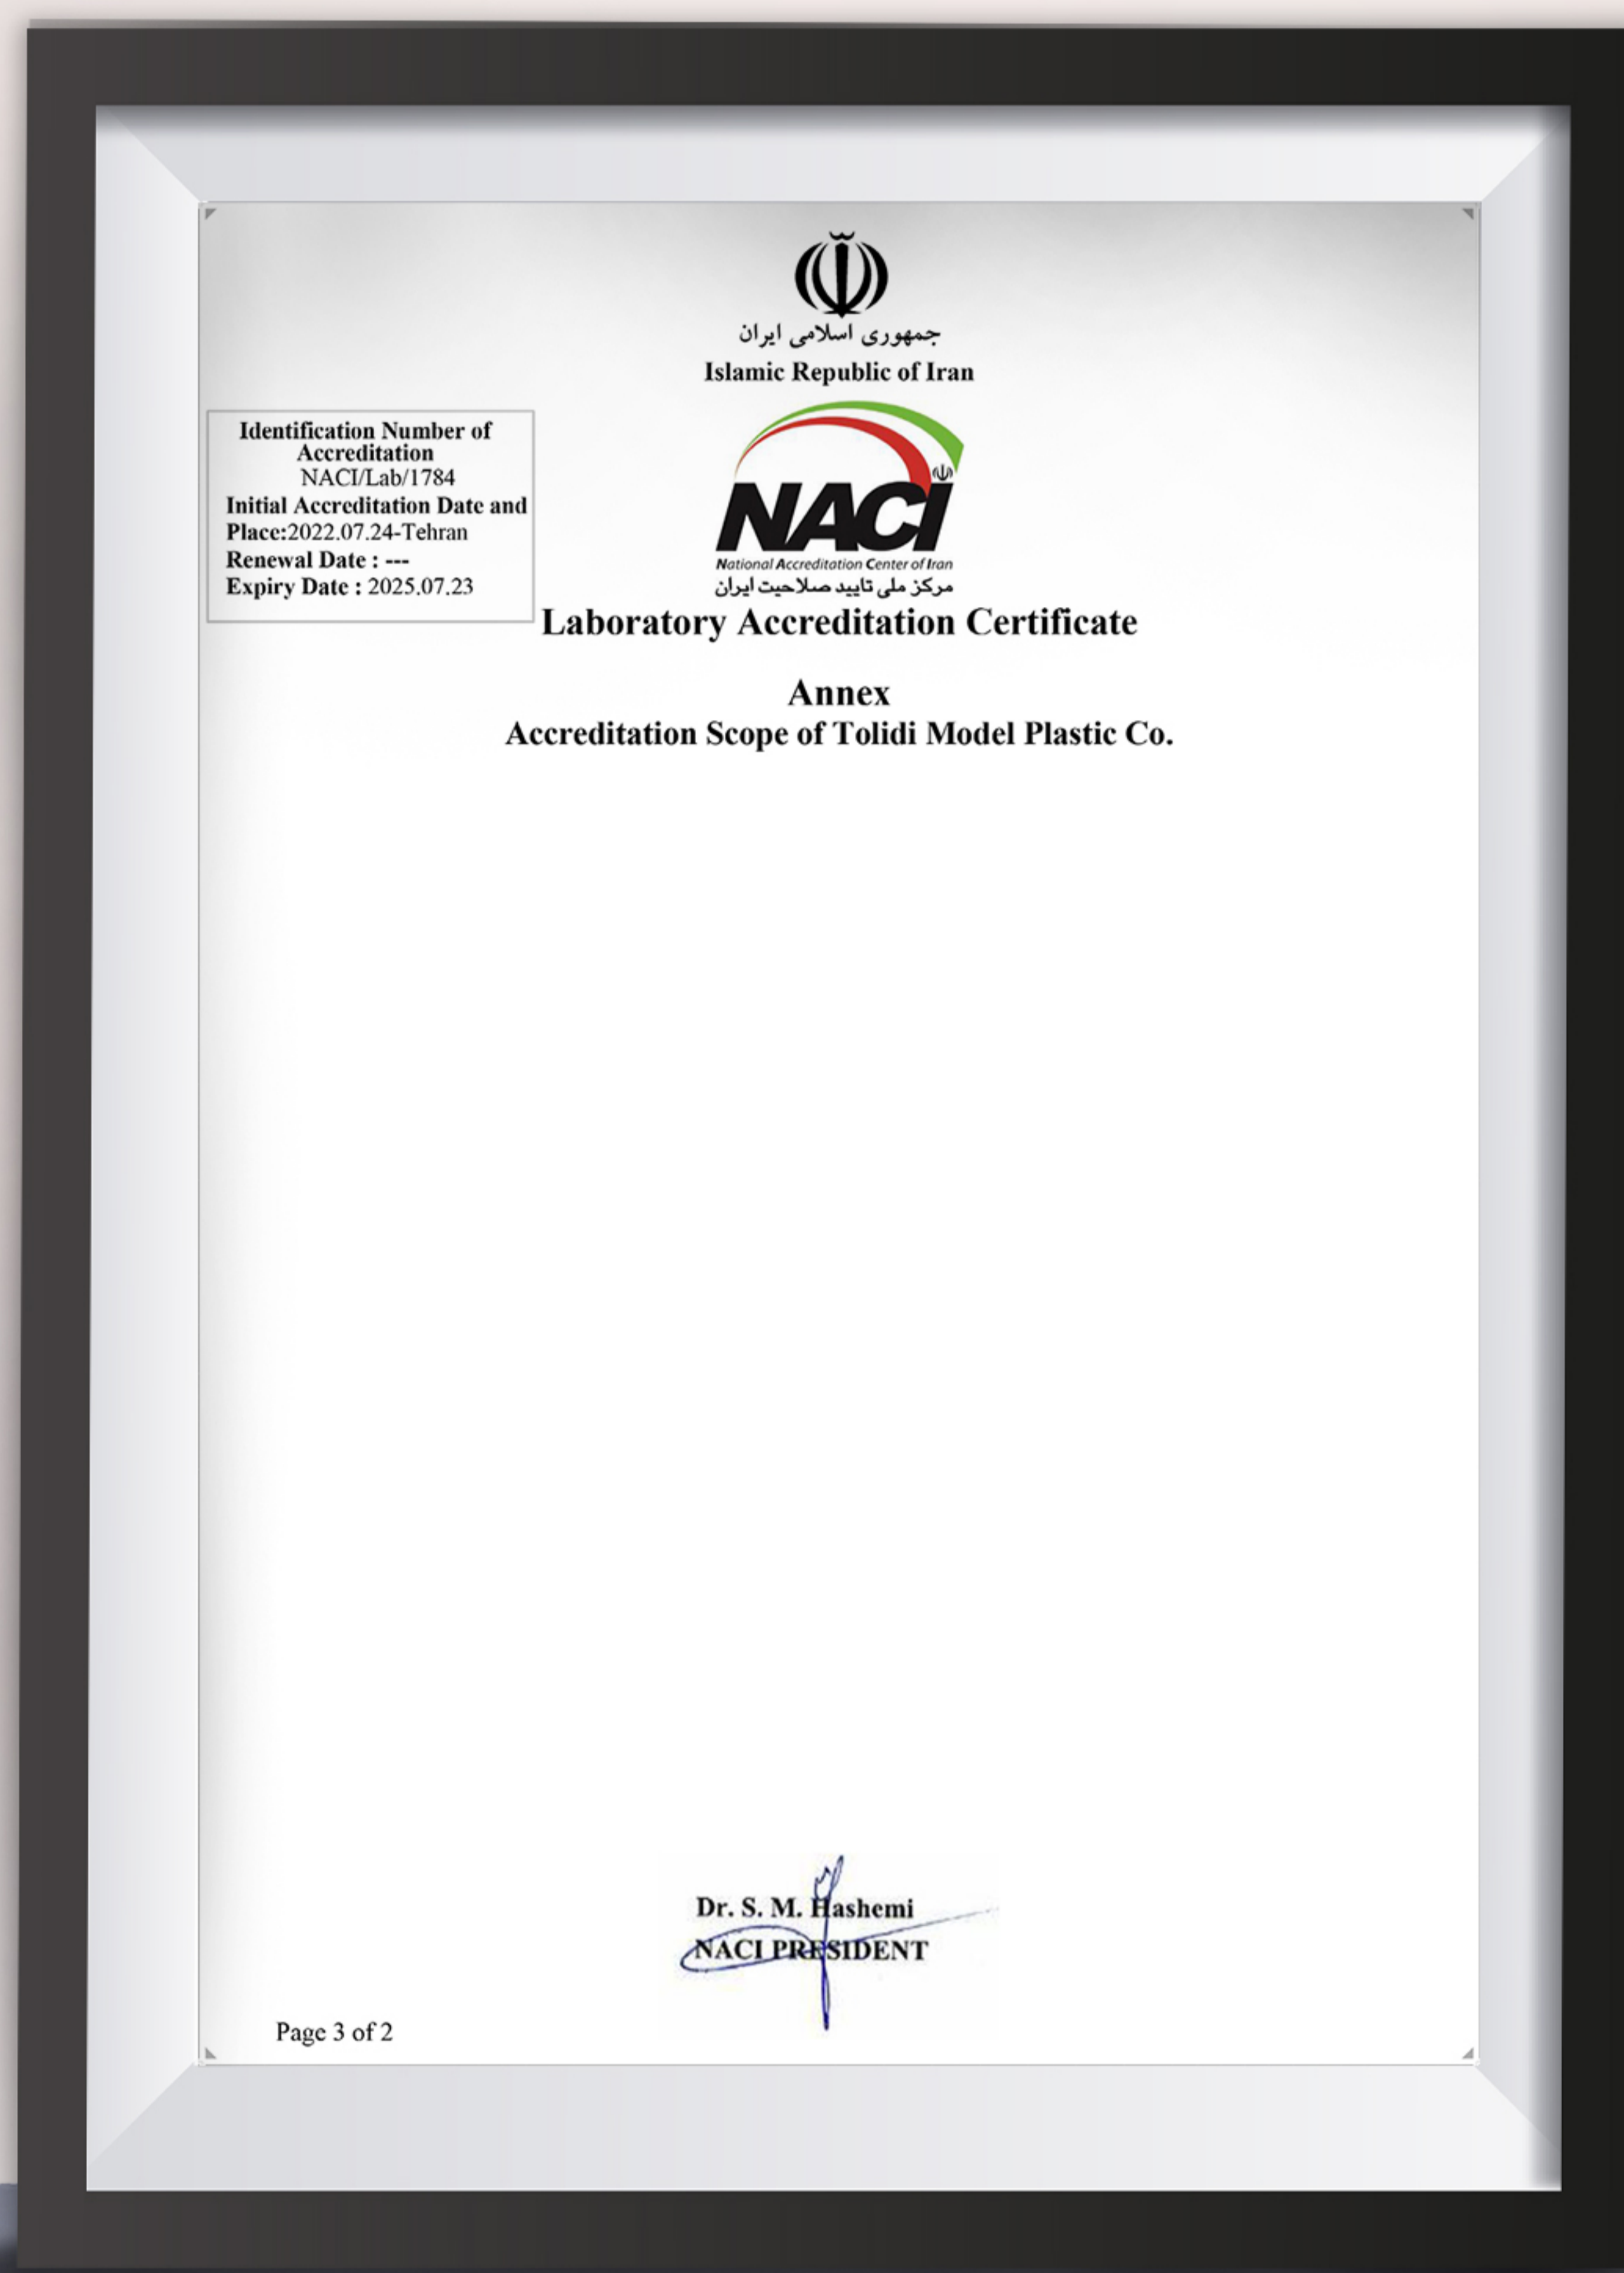 جمهوری اسلامی ایران
Islamic Republic of Iran
Identification Number of
Accreditation
NACI/Lab/1784
Initial Accreditation Date and
Place:2022.07.24-Tehran
Renewal Date : ---
Expiry Date : 2025.07.23
NACI
National Accreditation Center of Iran
مرکز ملی تایید صلاحیت ایران
Laboratory Accreditation Certificate
Annex
Accreditation Scope of Tolidi Model Plastic Co.
Dr. S. M. Hashemi
NACI PRESIDENT
Page 3 of 2